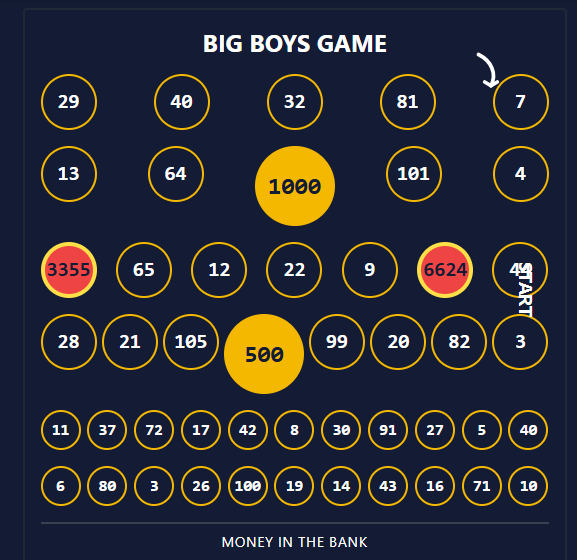 BIG BOYS GAME
29 40 32 81 7
13 64 1000 101 4
3355 65 12 22 9 6624
START
28 21 105 500 99 20 82 3
11 37 72 17 42 8 30 91 27 5 40
6 80 3 26 100 19 14 43 16 71 10
MONEY IN THE BANK